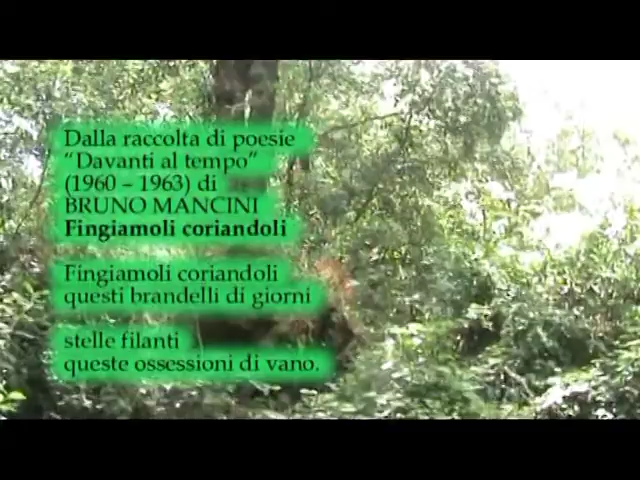 Dalla raccolta di poesie
“Davanti al tempo”
(1960 – 1963) di
BRUNO MANCINI
Fingiamoli coriandoli
Fingiamoli coriandoli
questi brandelli di giorni
stelle filanti
queste ossessioni di vano.